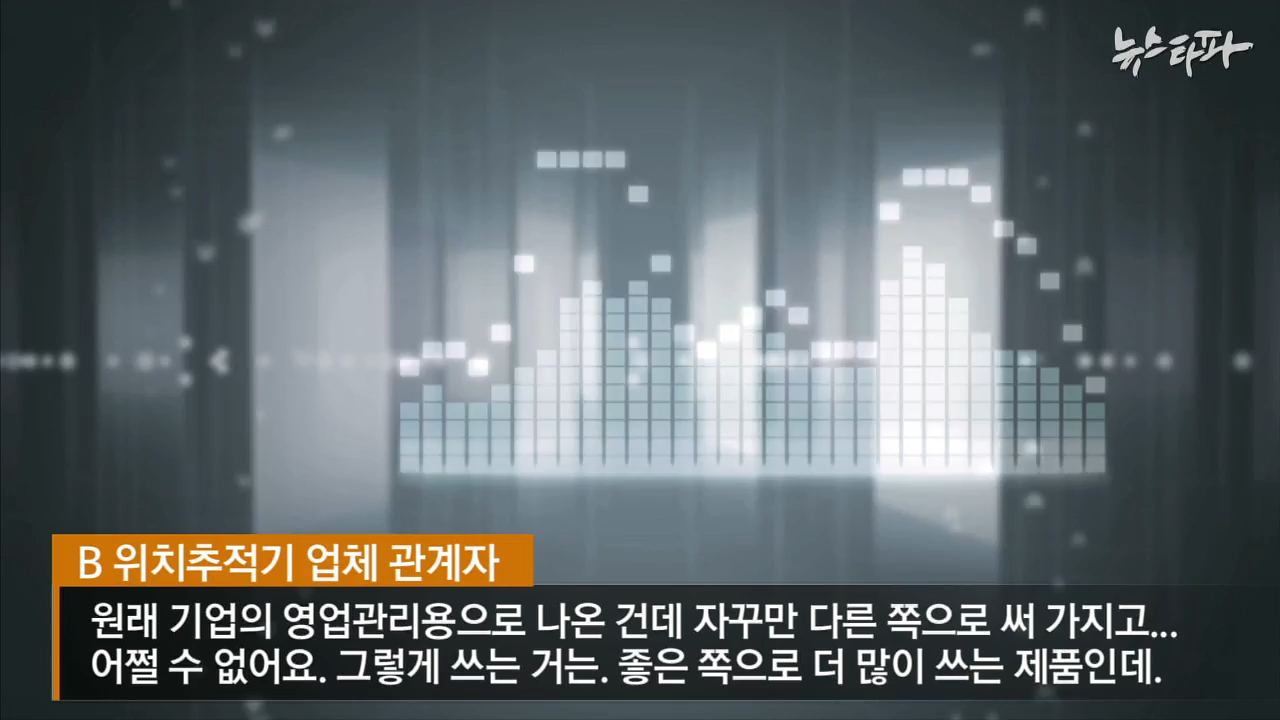 뉴스타파
B 위치추적기 업체 관계자
원래 기업의 영업관리용으로 나온 건데 자꾸만 다른 쪽으로 써 가지고...
어쩔 수 없어요. 그렇게 쓰는 거는. 좋은 쪽으로 더 많이 쓰는 제품인데.